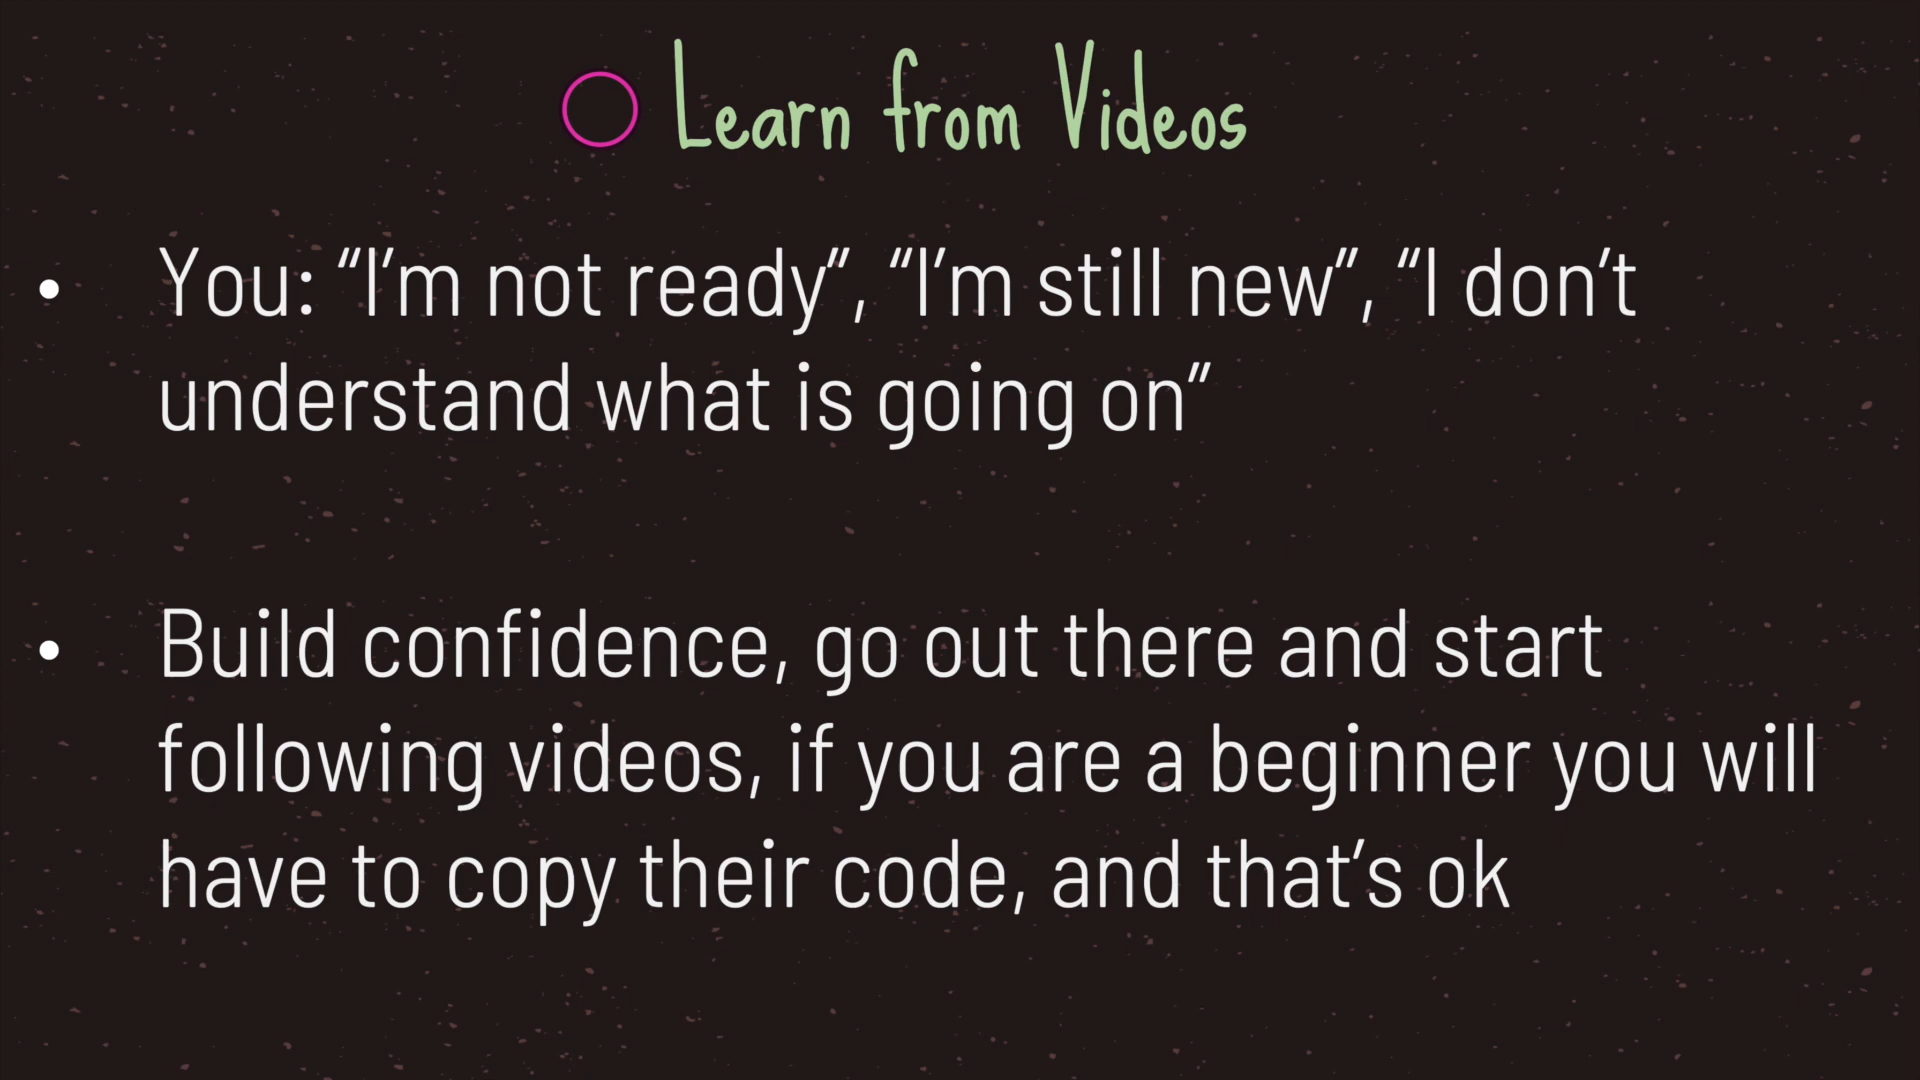 Learn from Videos
• You: “I’m not ready”, “I’m still new”, “I don’t
understand what is going on”
• Build confidence, go out there and start
following videos, if you are a beginner you will
have to copy their code, and that’s ok